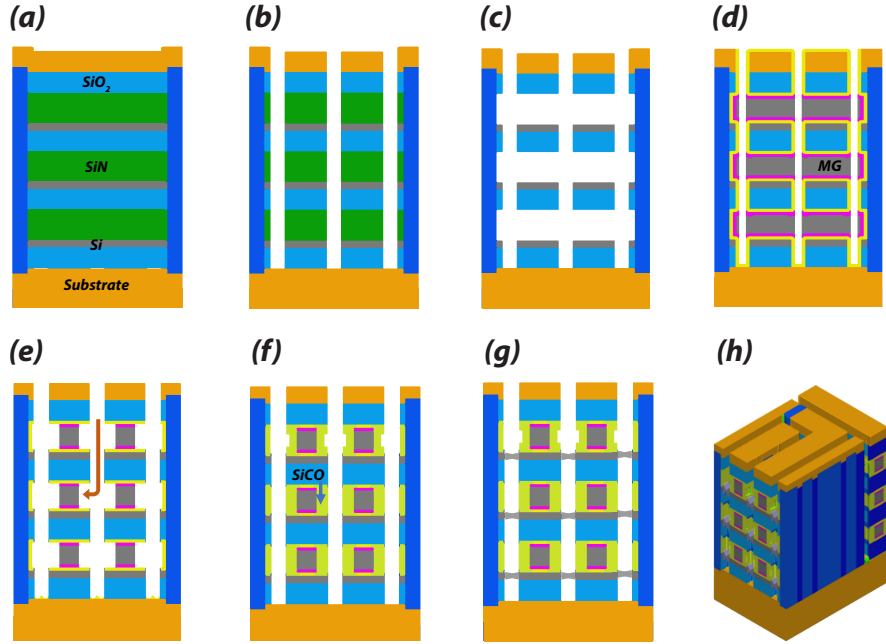 (a) (b) (c) (d)
SiO₂
SiN
MG
Si
Substrate
(e) (f) (g) (h)
SiCO